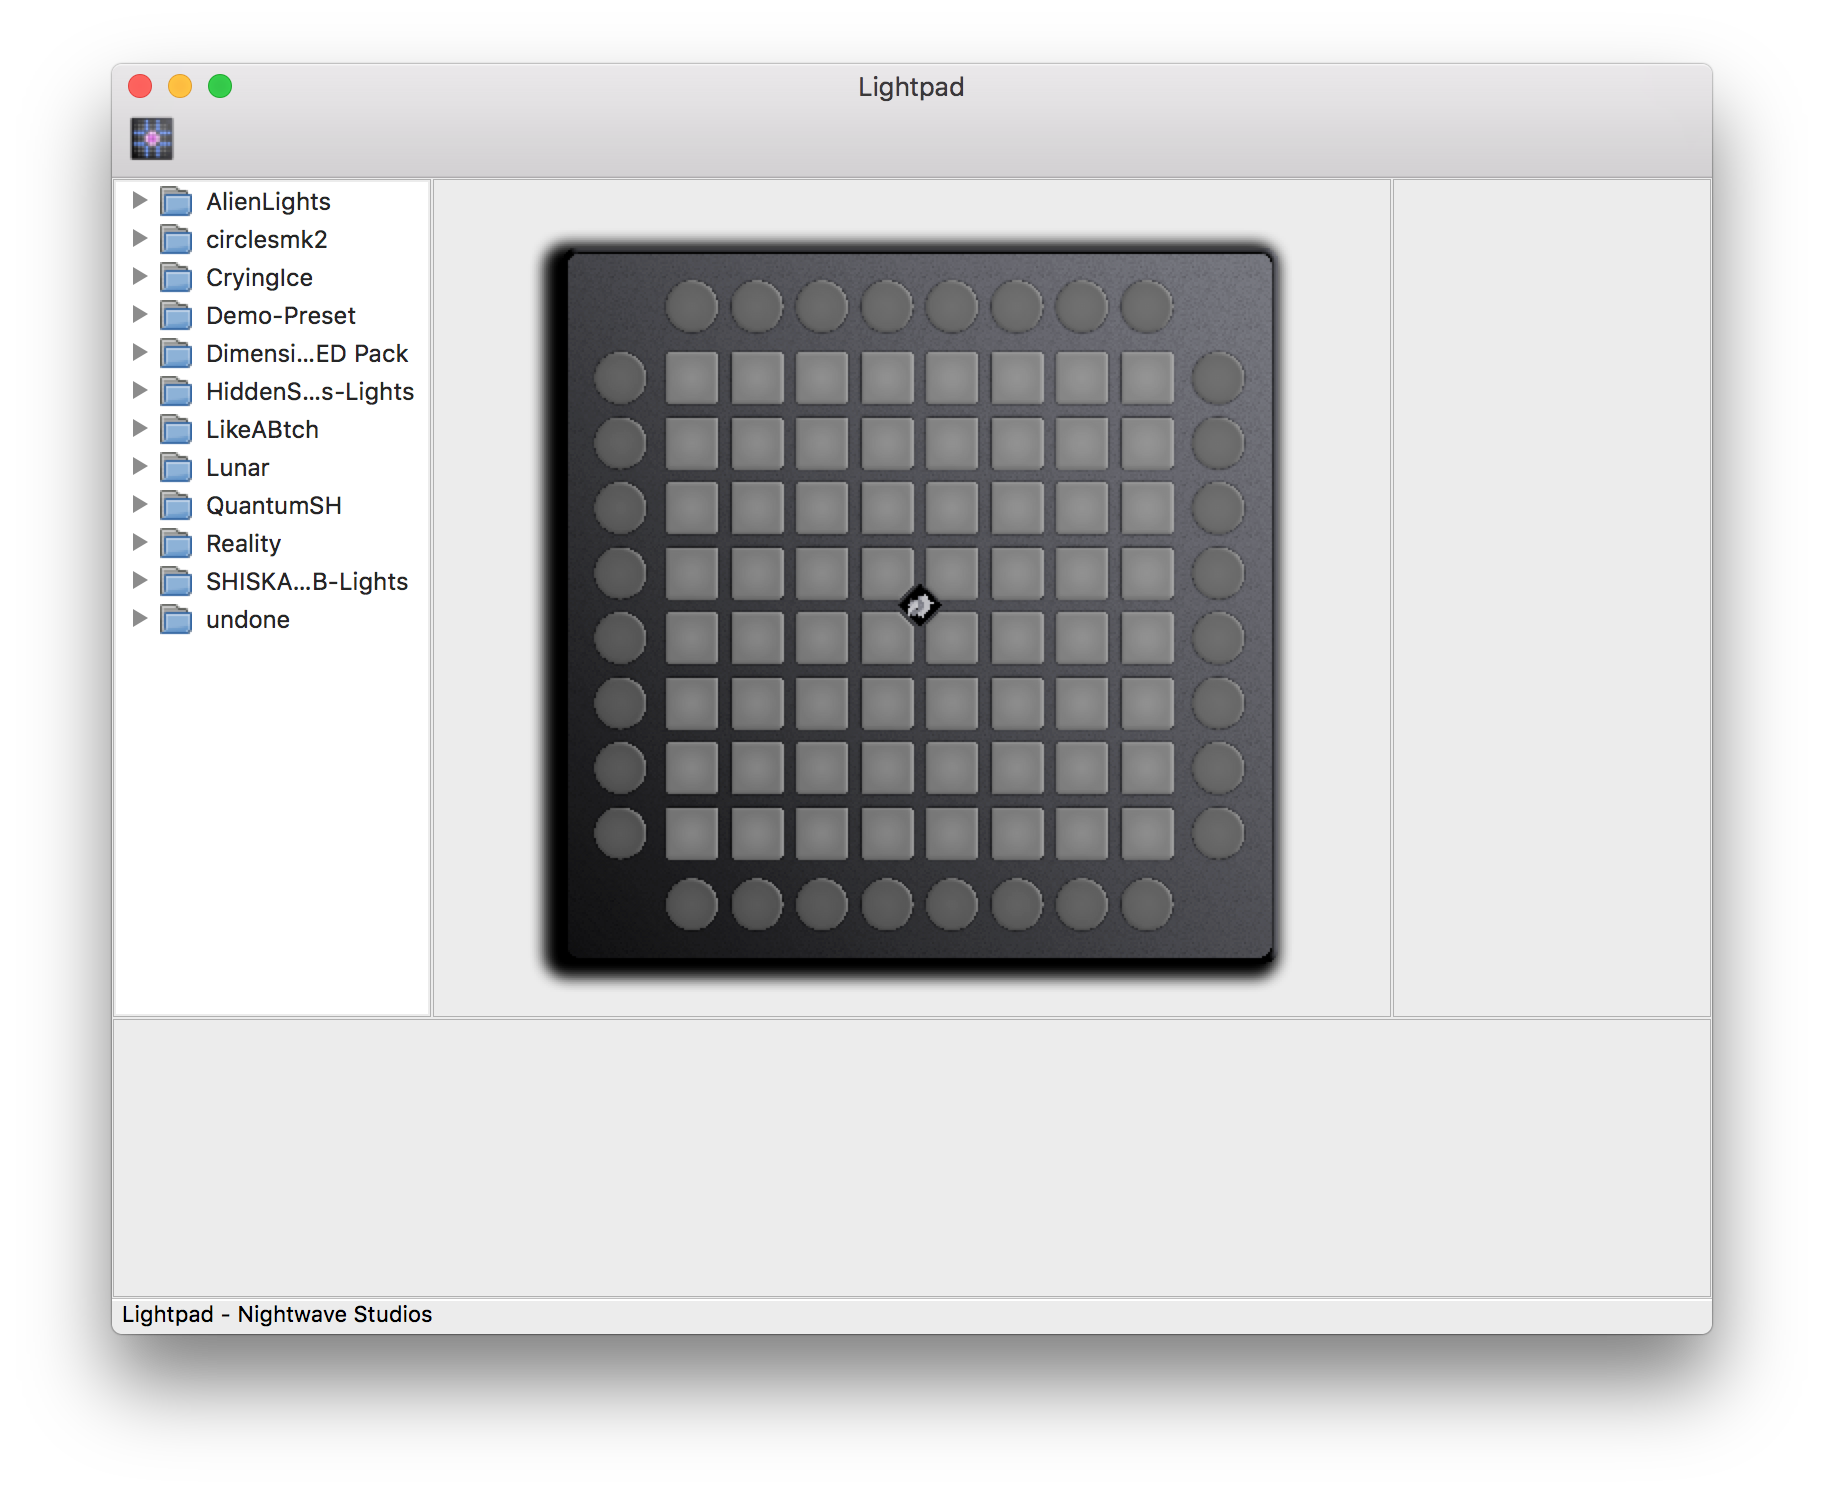 Lightpad
AlienLights
circlesmk2
CryingIce
Demo-Preset
Dimensi...ED Pack
HiddenS...s-Lights
LikeABtch
Lunar
QuantumSH
Reality
SHISKA...B-Lights
undone
Lightpad - Nightwave Studios